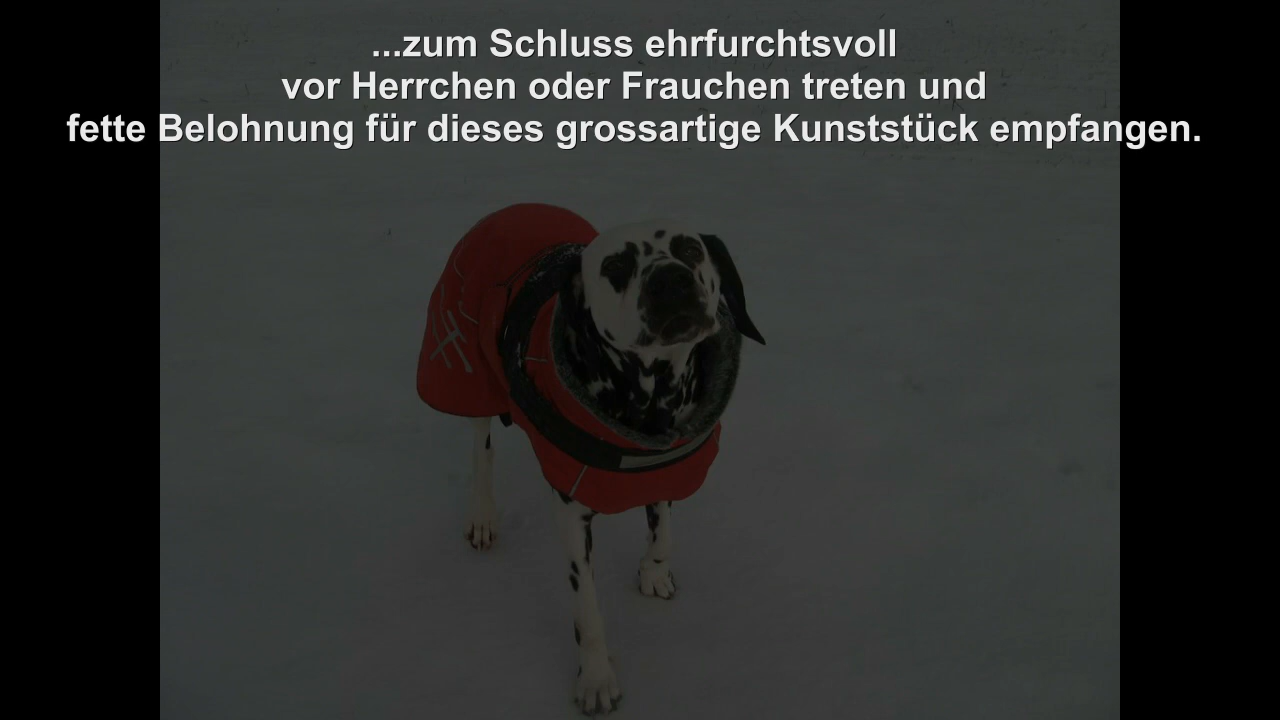 ...zum Schluss ehrfurchtsvoll
vor Herrchen oder Frauchen treten und
fette Belohnung für dieses grossartige Kunststück empfangen.